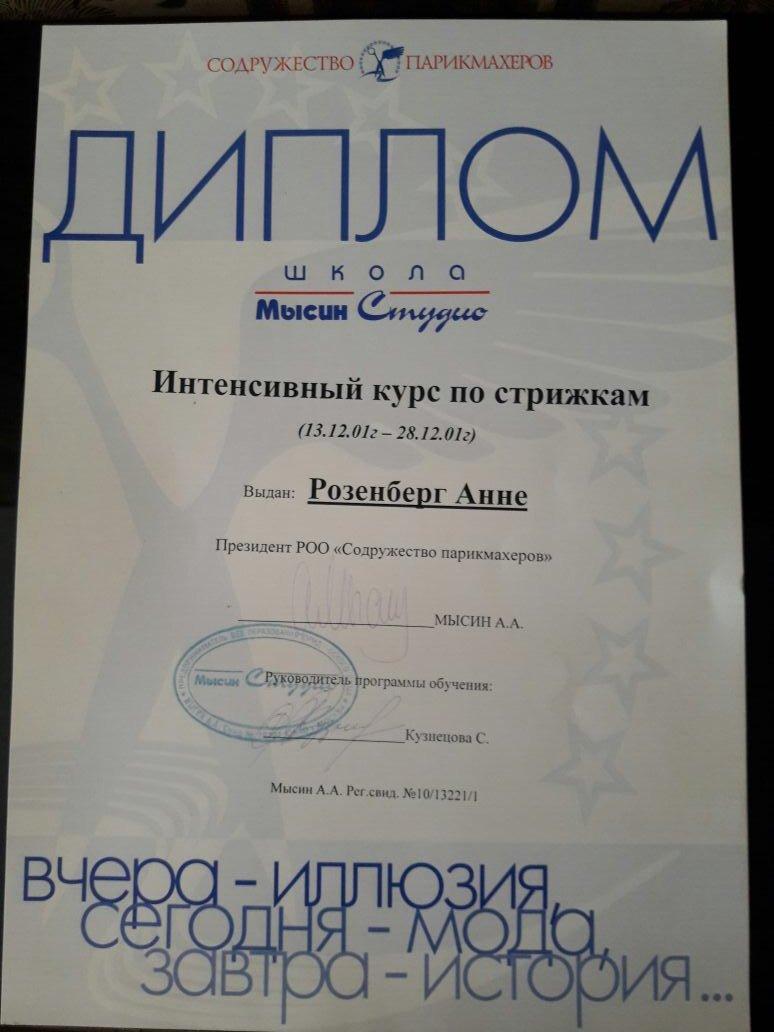 СОДРУЖЕСТВО ПАРИКМАХЕРОВ
ДИПЛОМ
школа
Мысин Студио
Интенсивный курс по стрижкам
(13.12.01г – 28.12.01г)
Выдан: Розенберг Анне
Президент РОО «Содружество парикмахеров»
МЫСИН А.А.
Мысин Студио
Руководитель программы обучения:
Кузнецова С.
Мысин А.А. Рег.свид. №10/13221/1
вчера - иллюзия,
сегодня - мода,
завтра - история...